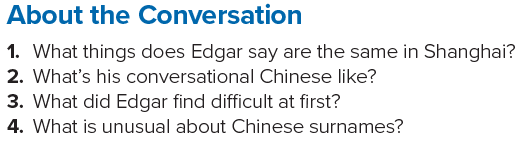 About the Conversation
1. What things does Edgar say are the same in Shanghai?
2. What's his conversational Chinese like?
3. What did Edgar find difficult at first?
4. What is unusual about Chinese surnames?